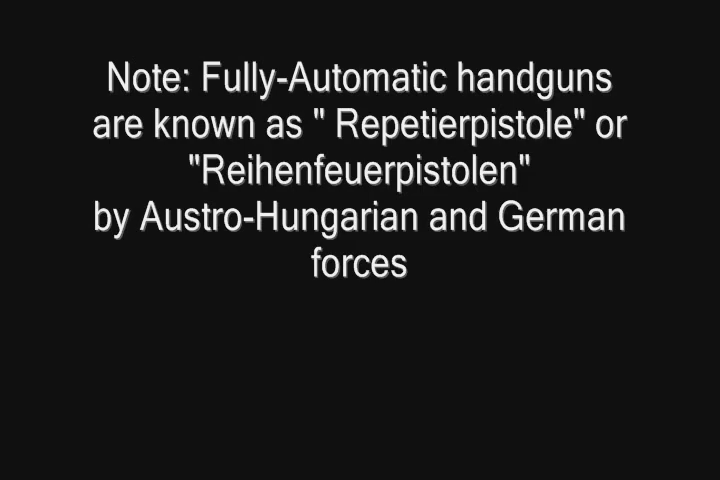 Note: Fully-Automatic handguns
are known as " Repetierpistole" or
"Reihenfeuerpistolen"
by Austro-Hungarian and German
forces